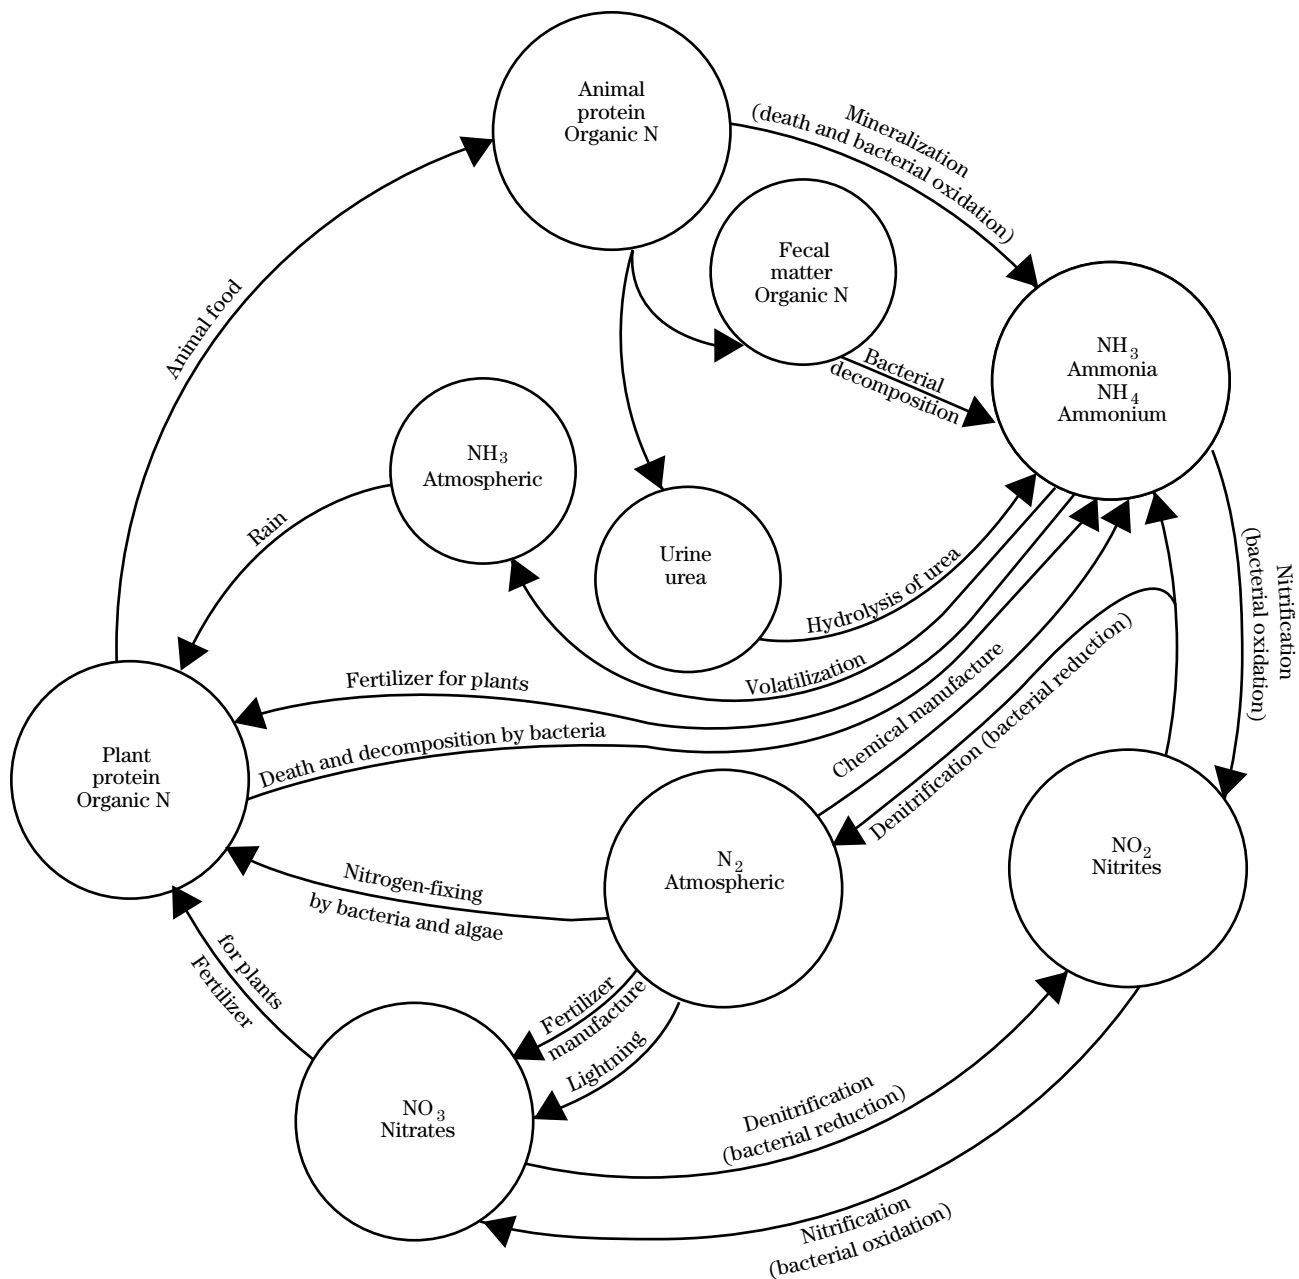 Animal
protein
Organic N
Mineralization
(death and bacterial oxidation)
Fecal
matter
Organic N
Animal food
NH3
Ammonia
NH4
Ammonium
Bacterial
decomposition
NH3
Atmospheric
Rain
Urine
urea
Hydrolysis of urea
Nitrification
(bacterial oxidation)
Volatilization
Fertilizer for plants
Chemical manufacture
Denitrification (bacterial reduction)
Death and decomposition by bacteria
Plant
protein
Organic N
N2
Atmospheric
NO2
Nitrites
Nitrogen-fixing
by bacteria and algae
for plants
Fertilizer
Fertilizer
manufacture
Lightning
NO3
Nitrates
Denitrification
(bacterial reduction)
Nitrification
(bacterial oxidation)